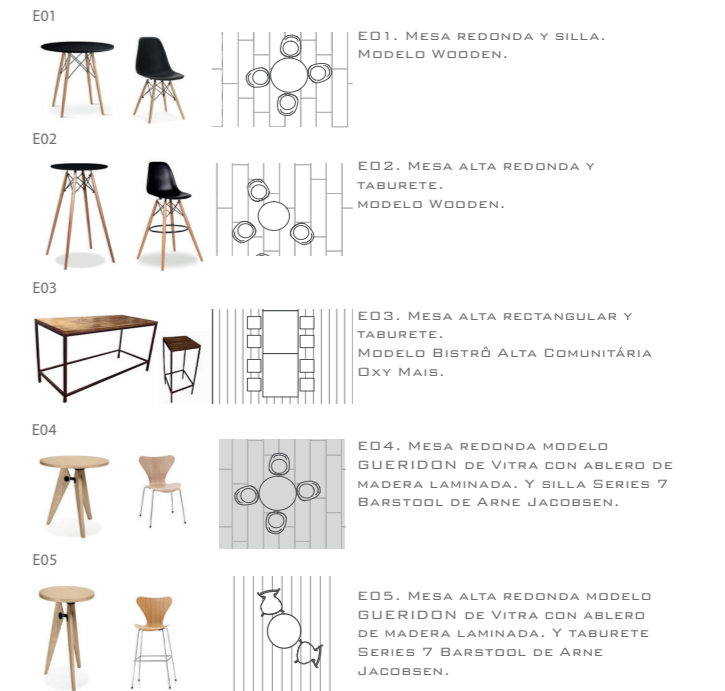 E01
E01. Mesa redonda y silla.
Modelo Wooden.
E02
E02. Mesa alta redonda y
taburete.
modelo Wooden.
E03
E03. Mesa alta rectangular y
taburete.
Modelo Bistrô Alta Comunitária
Oxy Mais.
E04
E04. Mesa redonda modelo
GUERIDON de Vitra con ablero de
madera laminada. Y silla Series 7
Barstool de Arne Jacobsen.
E05
E05. Mesa alta redonda modelo
GUERIDON de Vitra con ablero
de madera laminada. Y taburete
Series 7 Barstool de Arne
Jacobsen.